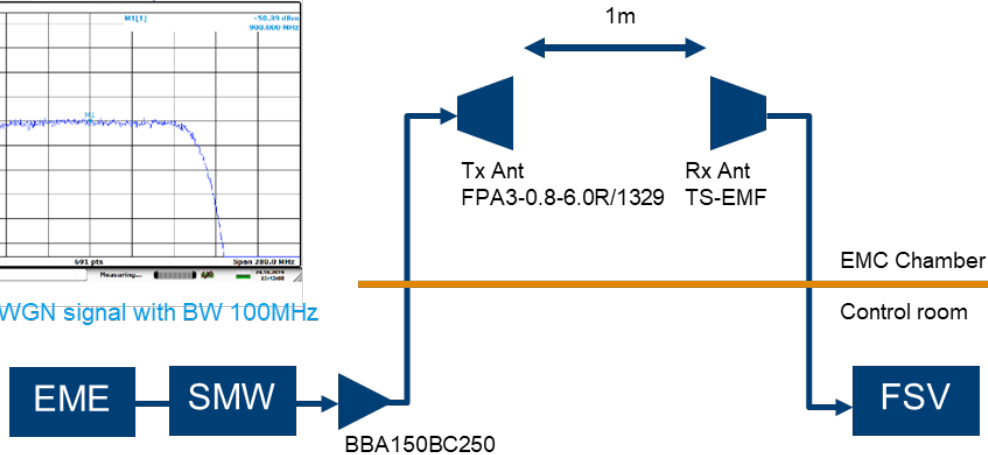 M1[1] -50.39 dBm
900.000 MHz
M1
691 pts Span 280.0 MHz
Measuring...
WGN signal with BW 100MHz
1m
Tx Ant
FPA3-0.8-6.0R/1329
Rx Ant
TS-EMF
EMC Chamber
Control room
EME
SMW
BBA150BC250
FSV